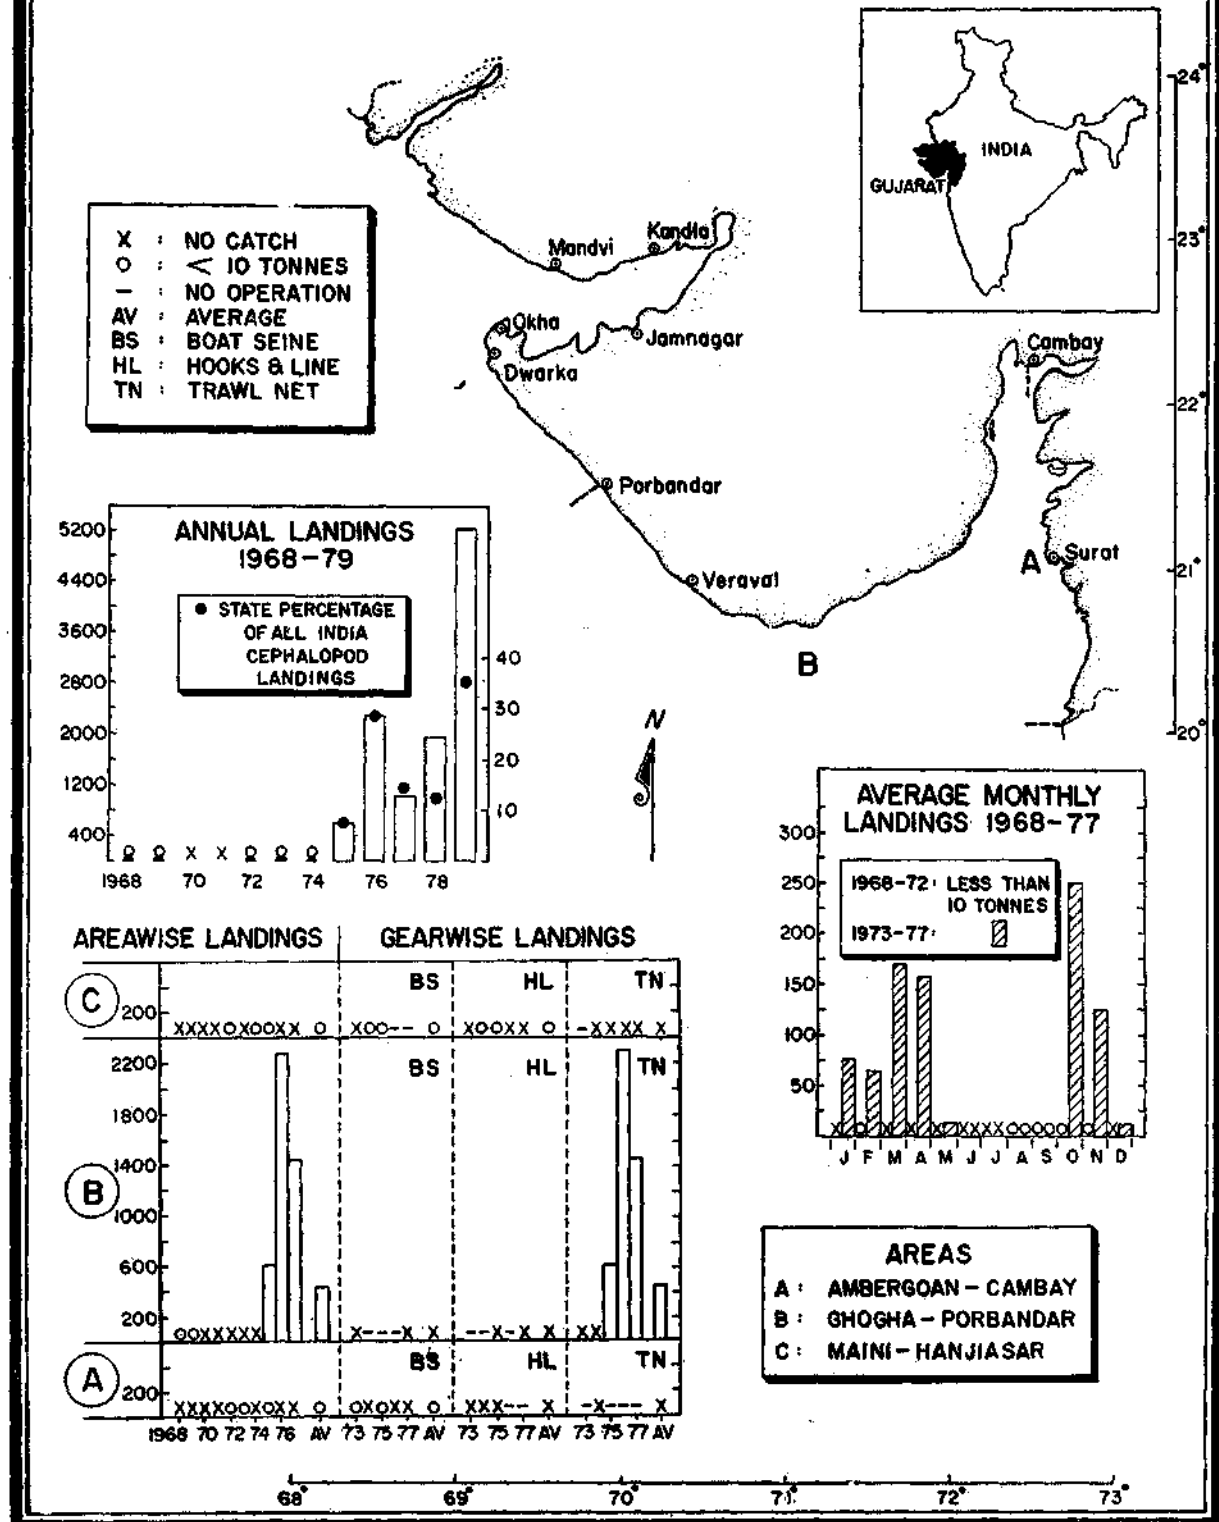 INDIA
GUJARAT
24°
23°
22°
21°
20°
X : NO CATCH
O : < 10 TONNES
– : NO OPERATION
AV : AVERAGE
BS : BOAT SEINE
HL : HOOKS & LINE
TN : TRAWL NET
Mandvi
Kandla
Okha
Jamnagar
Dwarka
Cambay
Porbandar
A
Surat
Veraval
B
N
ANNUAL LANDINGS
1968-79
● STATE PERCENTAGE
OF ALL INDIA
CEPHALOPOD
LANDINGS
5200
4400
3600
2800
2000
1200
400
40
30
20
10
1968 70 72 74 76 78
AVERAGE MONTHLY
LANDINGS 1968-77
1968-72: LESS THAN
10 TONNES
1973-77:
300
250
200
150
100
50
J F M A M J J A S O N D
AREAWISE LANDINGS
GEARWISE LANDINGS
C
200
BS HL TN
XXXXOXOOXX O XOO-- O XOOXX O -XXXX X
B
2200
1800
1400
1000
600
200
BS HL TN
OOXXXXX X---X X --X-X X XX
A
200
BS HL TN
XXXXOOXOXX O OXOXX O XXX-- X -X--- X
1968 70 72 74 76 AV 73 75 77 AV 73 75 77 AV 73 75 77 AV
AREAS
A : AMBERGOAN – CAMBAY
B : GHOGHA – PORBANDAR
C : MAINI – HANJIASAR
68° 69° 70° 71° 72° 73°